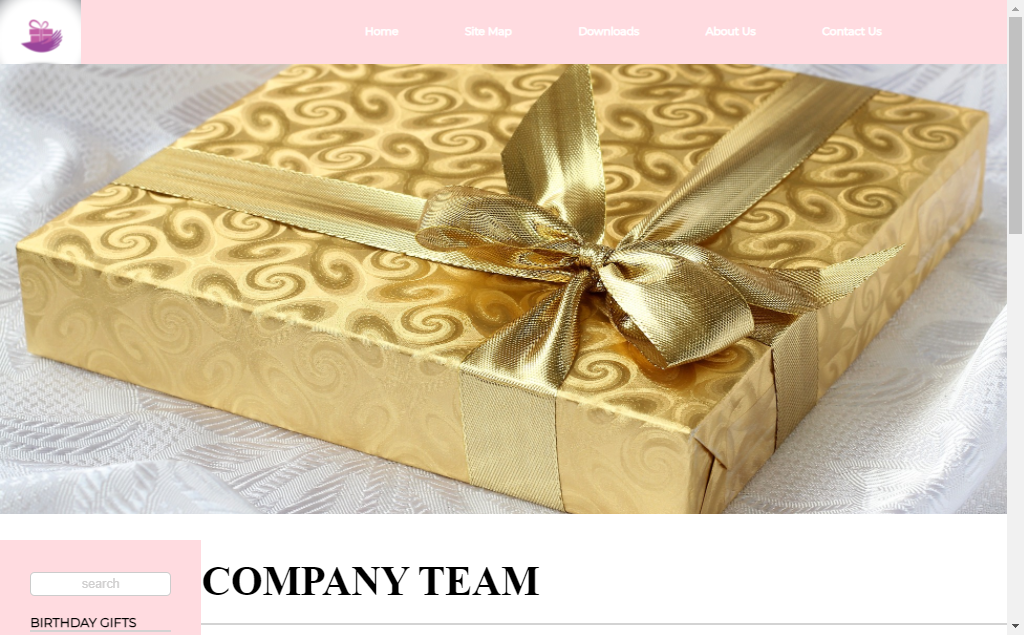 Home Site Map Downloads About Us Contact Us
search
COMPANY TEAM
BIRTHDAY GIFTS